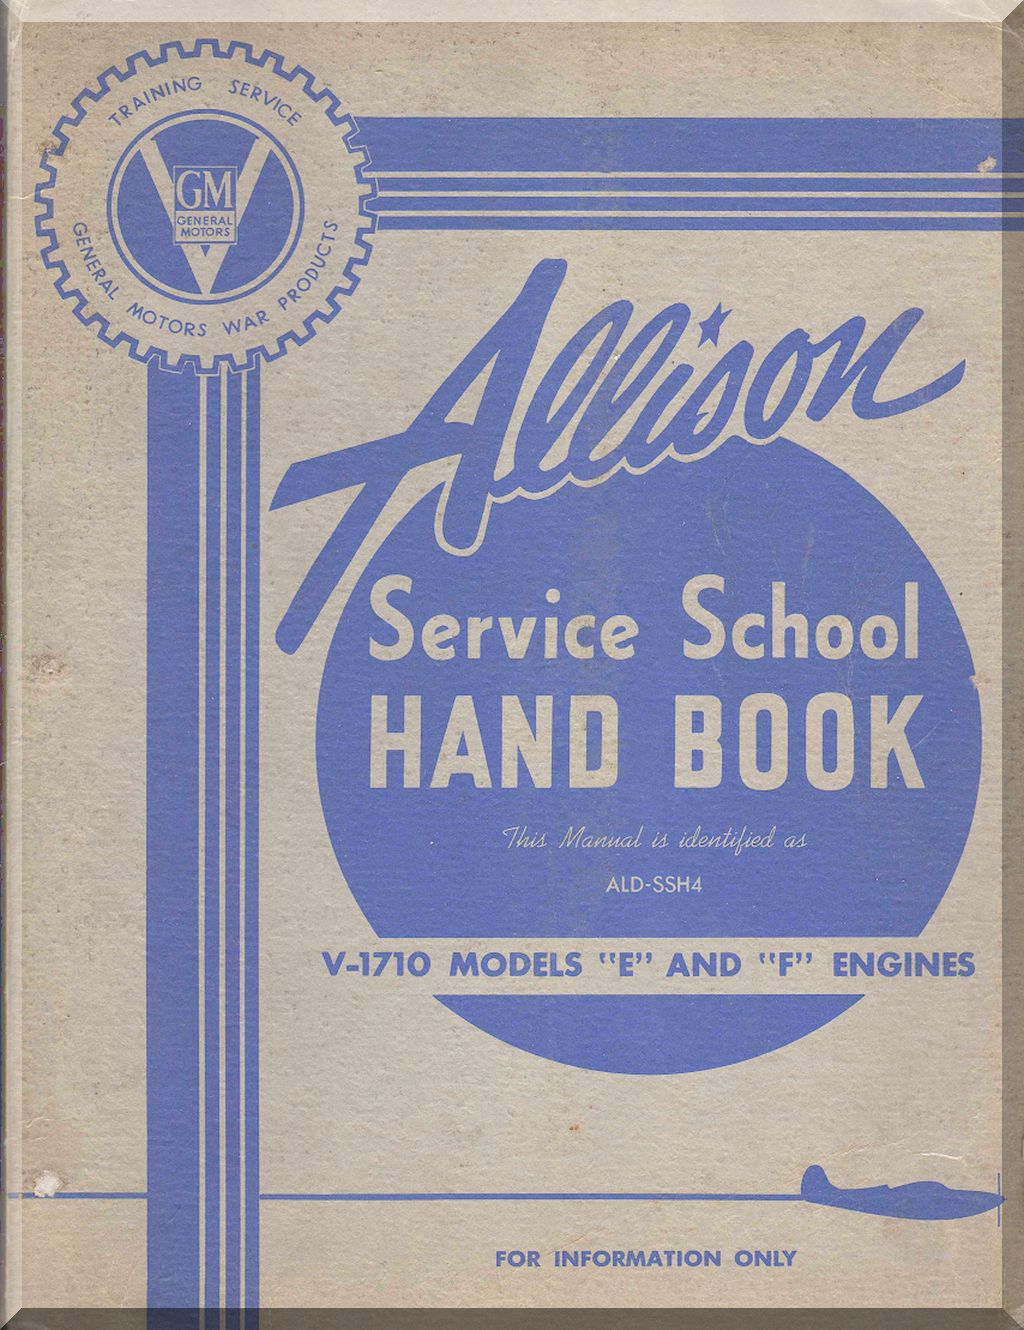 TRAINING SERVICE
GM
GENERAL
MOTORS
GENERAL MOTORS WAR PRODUCTS
Allison
Service School
HAND BOOK
This Manual is identified as
ALD-SSH4
V-1710 MODELS "E" AND "F" ENGINES
FOR INFORMATION ONLY